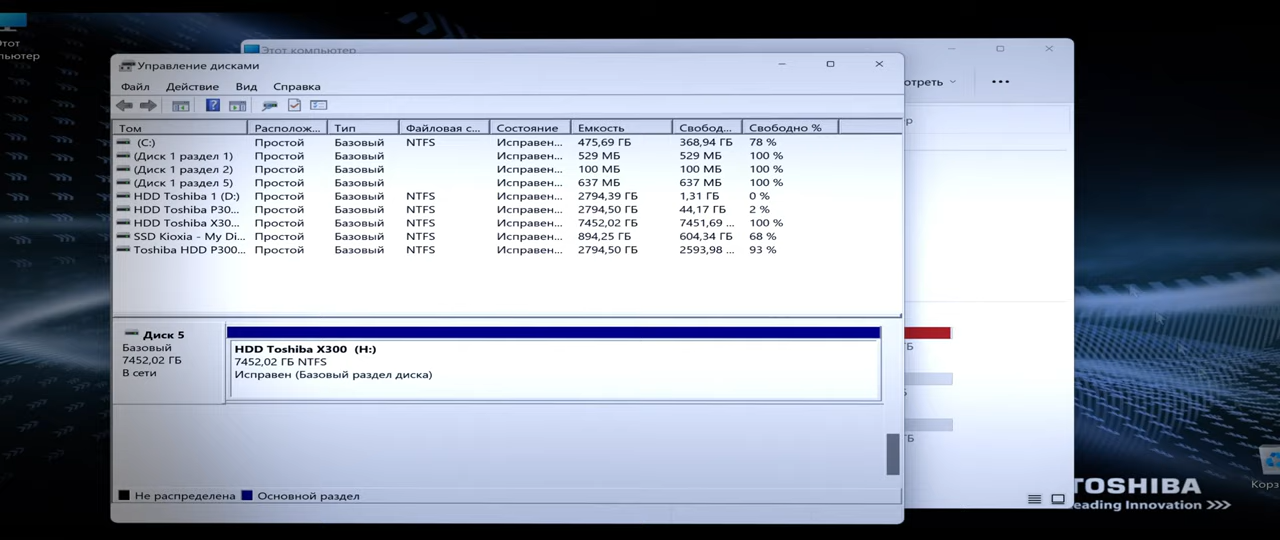 Этот компьютер
Управление дисками
Файл Действие Вид Справка
Том Располож... Тип Файловая с... Состояние Емкость Свобод... Свободно %
(C:) Простой Базовый NTFS Исправен... 475,69 ГБ 368,94 ГБ 78 %
(Диск 1 раздел 1) Простой Базовый Исправен... 529 МБ 529 МБ 100 %
(Диск 1 раздел 2) Простой Базовый Исправен... 100 МБ 100 МБ 100 %
(Диск 1 раздел 5) Простой Базовый Исправен... 637 МБ 637 МБ 100 %
HDD Toshiba 1 (D:) Простой Базовый NTFS Исправен... 2794,39 ГБ 1,31 ГБ 0 %
HDD Toshiba P30... Простой Базовый NTFS Исправен... 2794,50 ГБ 44,17 ГБ 2 %
HDD Toshiba X30... Простой Базовый NTFS Исправен... 7452,02 ГБ 7451,69 ... 100 %
SSD Kioxia - My Di... Простой Базовый NTFS Исправен... 894,25 ГБ 604,34 ГБ 68 %
Toshiba HDD P300... Простой Базовый NTFS Исправен... 2794,50 ГБ 2593,98 ... 93 %
Диск 5
Базовый
7452,02 ГБ
В сети
HDD Toshiba X300 (H:)
7452,02 ГБ NTFS
Исправен (Базовый раздел диска)
Не распределена Основной раздел
TOSHIBA
eading Innovation >>>